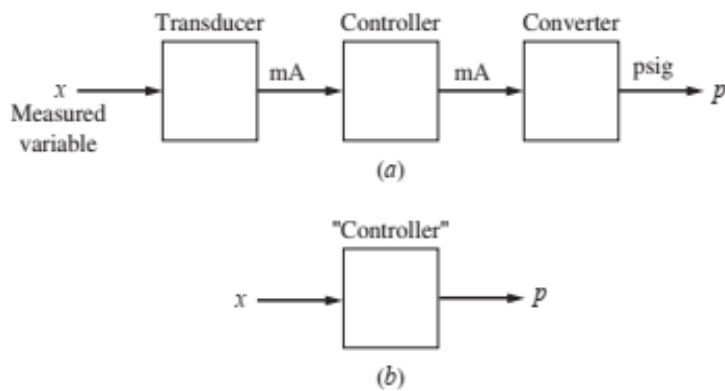 Transducer Controller Converter
mA mA psig
x p
Measured
variable
(a)
"Controller"
x p
(b)